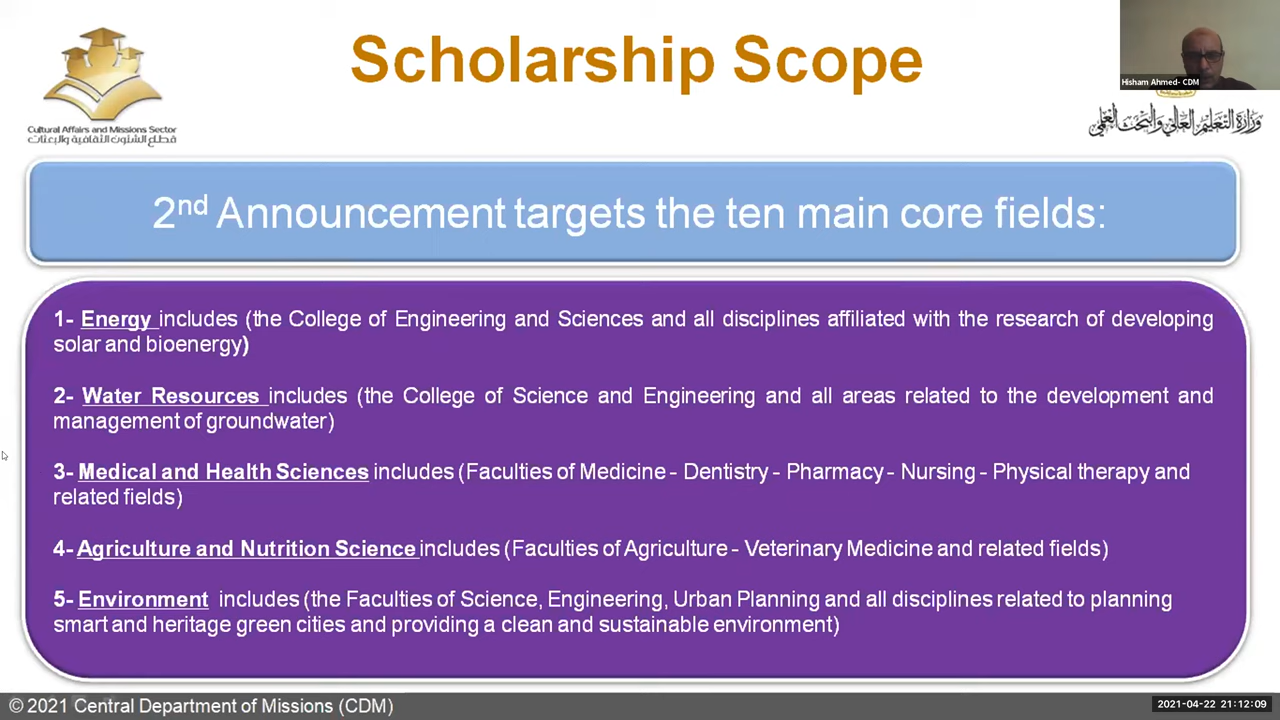 Scholarship Scope
Hisham Ahmed- CDM
Cultural Affairs and Missions Sector
قطاع الشئون الثقافية والبعثات
وزارة التعليم العالي والبحث العلمي
2nd Announcement targets the ten main core fields:
1- Energy includes (the College of Engineering and Sciences and all disciplines affiliated with the research of developing
solar and bioenergy)
2- Water Resources includes (the College of Science and Engineering and all areas related to the development and
management of groundwater)
3- Medical and Health Sciences includes (Faculties of Medicine - Dentistry - Pharmacy - Nursing - Physical therapy and
related fields)
4- Agriculture and Nutrition Science includes (Faculties of Agriculture - Veterinary Medicine and related fields)
5- Environment includes (the Faculties of Science, Engineering, Urban Planning and all disciplines related to planning
smart and heritage green cities and providing a clean and sustainable environment)
© 2021 Central Department of Missions (CDM)
2021-04-22 21:12:09